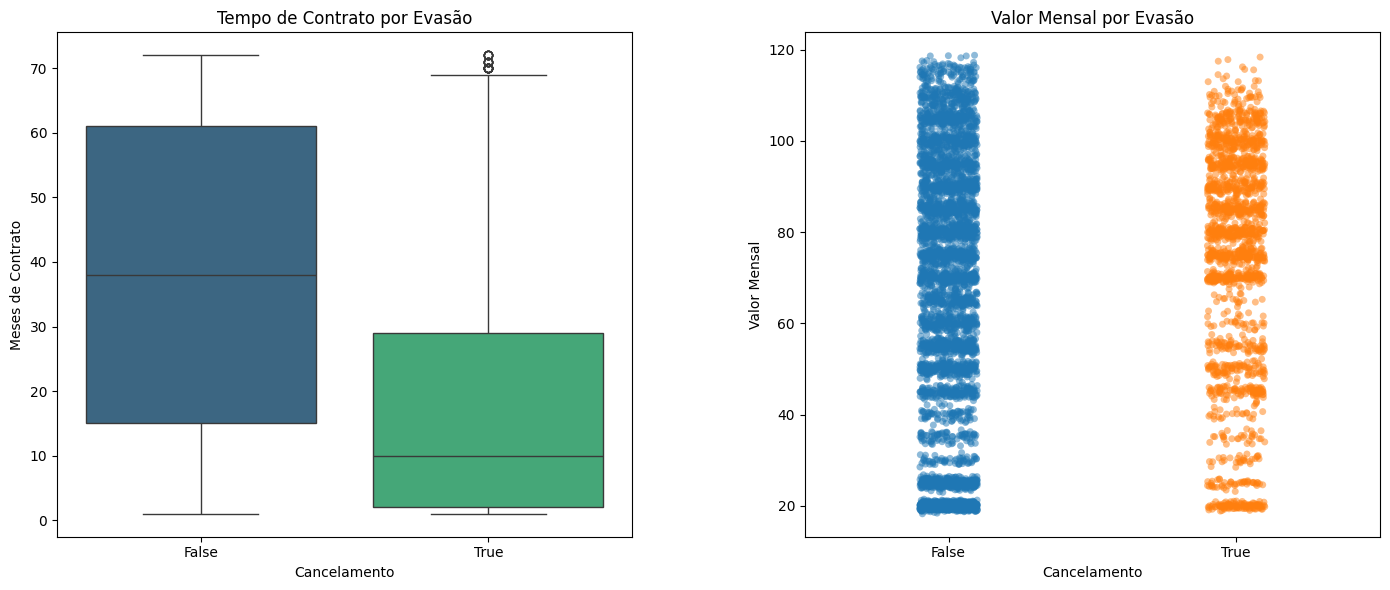 Tempo de Contrato por Evasão
Meses de Contrato
70
60
50
40
30
20
10
0
False
True
Cancelamento
Valor Mensal por Evasão
Valor Mensal
120
100
80
60
40
20
False
True
Cancelamento